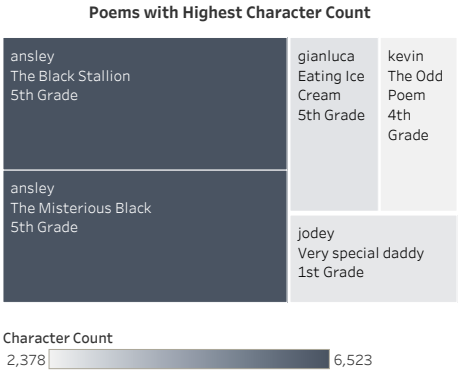 Poems with Highest Character Count
ansley
The Black Stallion
5th Grade
ansley
The Misterious Black
5th Grade
gianluca
Eating Ice
Cream
5th Grade
kevin
The Odd
Poem
4th
Grade
jodey
Very special daddy
1st Grade
Character Count
2,378
6,523